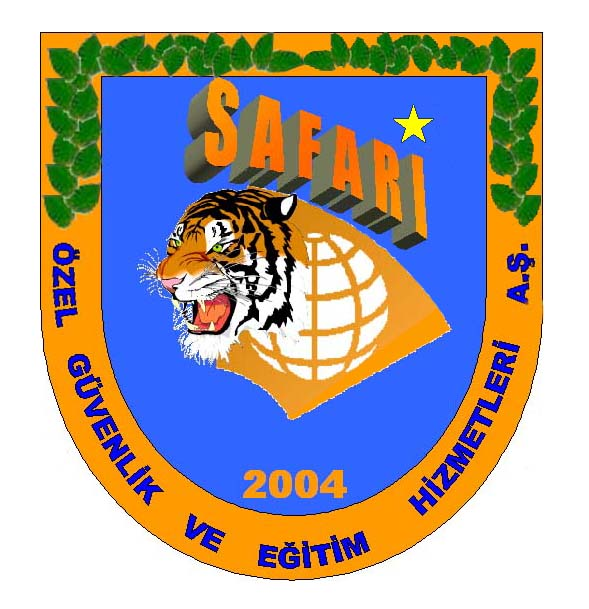 SAFARİ
2004
ÖZEL GÜVENLİK VE EĞİTİM HİZMETLERİ A.Ş.